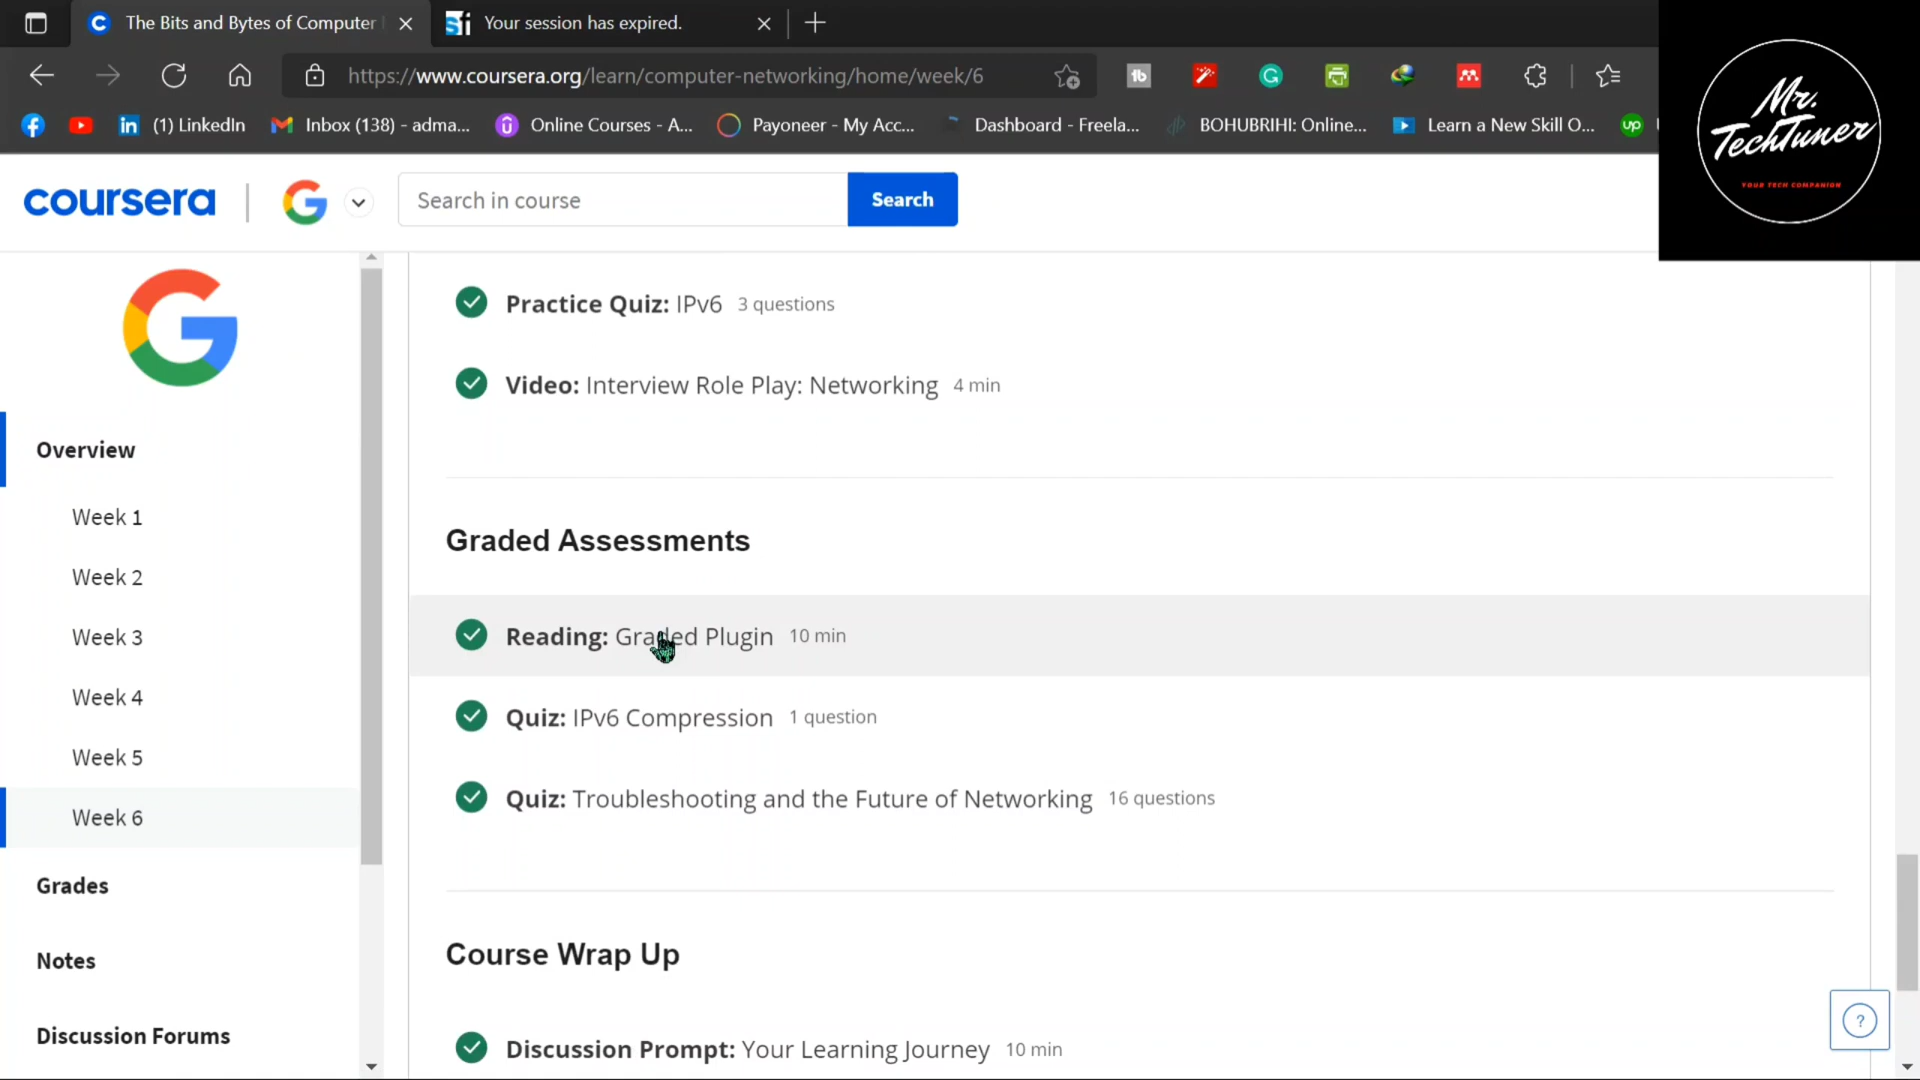 The Bits and Bytes of Computer
Your session has expired.
https://www.coursera.org/learn/computer-networking/home/week/6
(1) LinkedIn
Inbox (138) - adma...
Online Courses - A...
Payoneer - My Acc...
Dashboard - Freela...
BOHUBRIHI: Online...
Learn a New Skill O...
up
Mr.
TechTuner
YOUR TECH COMPANION
coursera
Search in course
Search
Overview
Week 1
Week 2
Week 3
Week 4
Week 5
Week 6
Grades
Notes
Discussion Forums
Practice Quiz: IPv6 3 questions
Video: Interview Role Play: Networking 4 min
Graded Assessments
Reading: Graded Plugin 10 min
Quiz: IPv6 Compression 1 question
Quiz: Troubleshooting and the Future of Networking 16 questions
Course Wrap Up
Discussion Prompt: Your Learning Journey 10 min